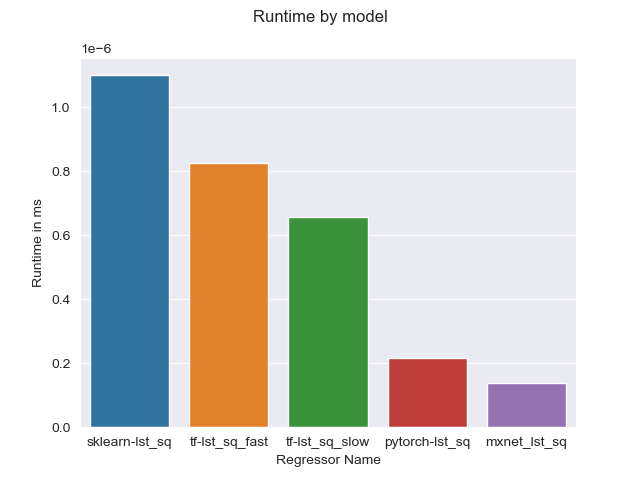 Runtime by model
1e−6
1.0
0.8
0.6
0.4
0.2
0.0
Runtime in ms
sklearn-lst_sq tf-lst_sq_fast tf-lst_sq_slow pytorch-lst_sq mxnet_lst_sq
Regressor Name